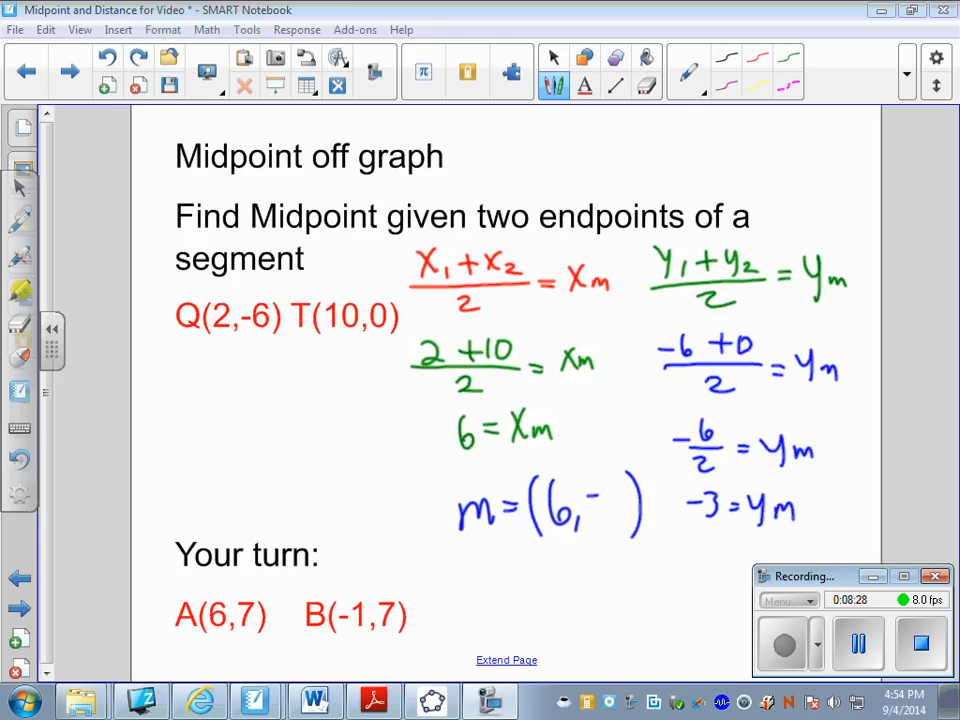 Midpoint and Distance for Video * - SMART Notebook
File Edit View Insert Format Math Tools Response Add-ons Help
Midpoint off graph
Find Midpoint given two endpoints of a
segment
x₁ + x₂ / 2 = xm
y₁ + y₂ / 2 = ym
Q(2,-6) T(10,0)
2 + 10 / 2 = xm
-6 + 0 / 2 = ym
6 = xm
-6 / 2 = ym
m = (6, - )
-3 = ym
Your turn:
A(6,7) B(-1,7)
Extend Page
Recording...
Menu
0:08:28
8.0 fps
4:54 PM
9/4/2014